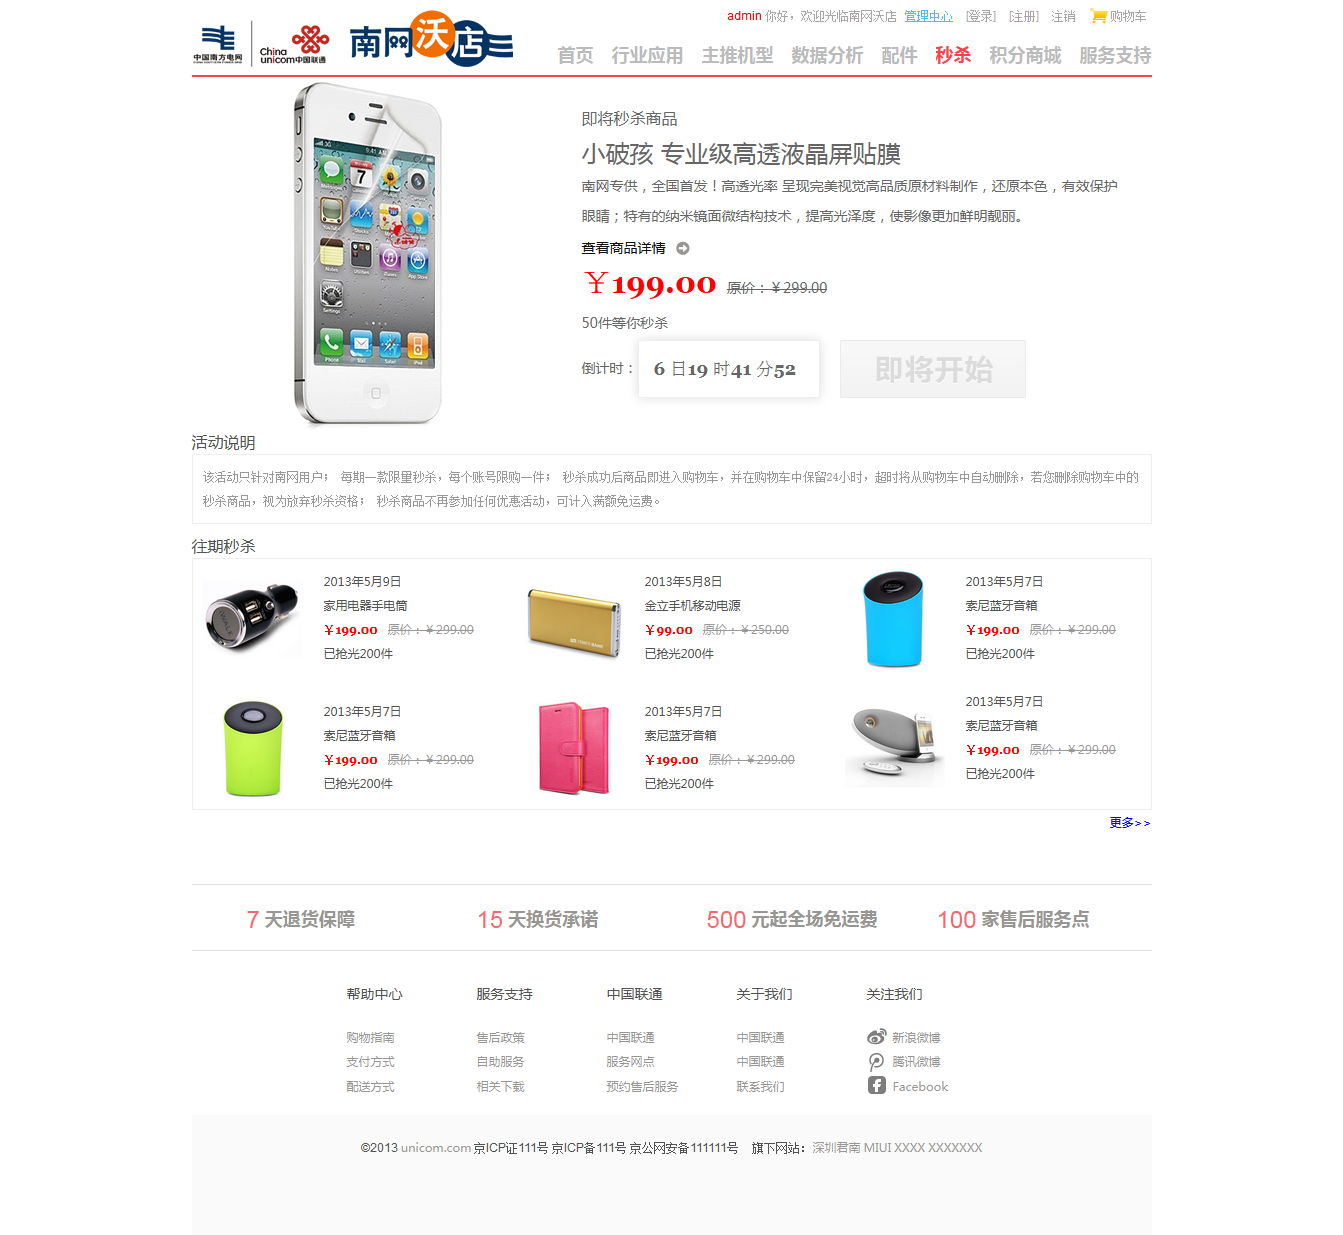 admin 你好，欢迎光临南网沃店 管理中心 [登录] [注册] 注销 购物车
中国南方电网 China unicom中国联通 南网沃店
首页 行业应用 主推机型 数据分析 配件 秒杀 积分商城 服务支持
即将秒杀商品
小破孩 专业级高透液晶屏贴膜
南网专供，全国首发！高透光率 呈现完美视觉高品质原材料制作，还原本色，有效保护
眼睛；特有的纳米镜面微结构技术，提高光泽度，使影像更加鲜明靓丽。
查看商品详情
￥199.00 原价：￥299.00
50件等你秒杀
倒计时： 6 日19 时41 分52 即将开始
活动说明
该活动只针对南网用户； 每期一款限量秒杀，每个账号限购一件； 秒杀成功后商品即进入购物车，并在购物车中保留24小时，超时将从购物车中自动删除，若您删除购物车中的
秒杀商品，视为放弃秒杀资格； 秒杀商品不再参加任何优惠活动，可计入满额免运费。
往期秒杀
2013年5月9日
家用电器手电筒
￥199.00 原价：￥299.00
已抢光200件
2013年5月8日
金立手机移动电源
￥99.00 原价：￥250.00
已抢光200件
2013年5月7日
索尼蓝牙音箱
￥199.00 原价：￥299.00
已抢光200件
2013年5月7日
索尼蓝牙音箱
￥199.00 原价：￥299.00
已抢光200件
2013年5月7日
索尼蓝牙音箱
￥199.00 原价：￥299.00
已抢光200件
2013年5月7日
索尼蓝牙音箱
￥199.00 原价：￥299.00
已抢光200件
更多>>
7 天退货保障 15 天换货承诺 500 元起全场免运费 100 家售后服务点
帮助中心 服务支持 中国联通 关于我们 关注我们
购物指南 售后政策 中国联通 中国联通 新浪微博
支付方式 自助服务 服务网点 中国联通 腾讯微博
配送方式 相关下载 预约售后服务 联系我们 Facebook
©2013 unicom.com 京ICP证111号 京ICP备111号 京公网安备111111号 旗下网站：深圳君南 MIUI XXXX XXXXXXX